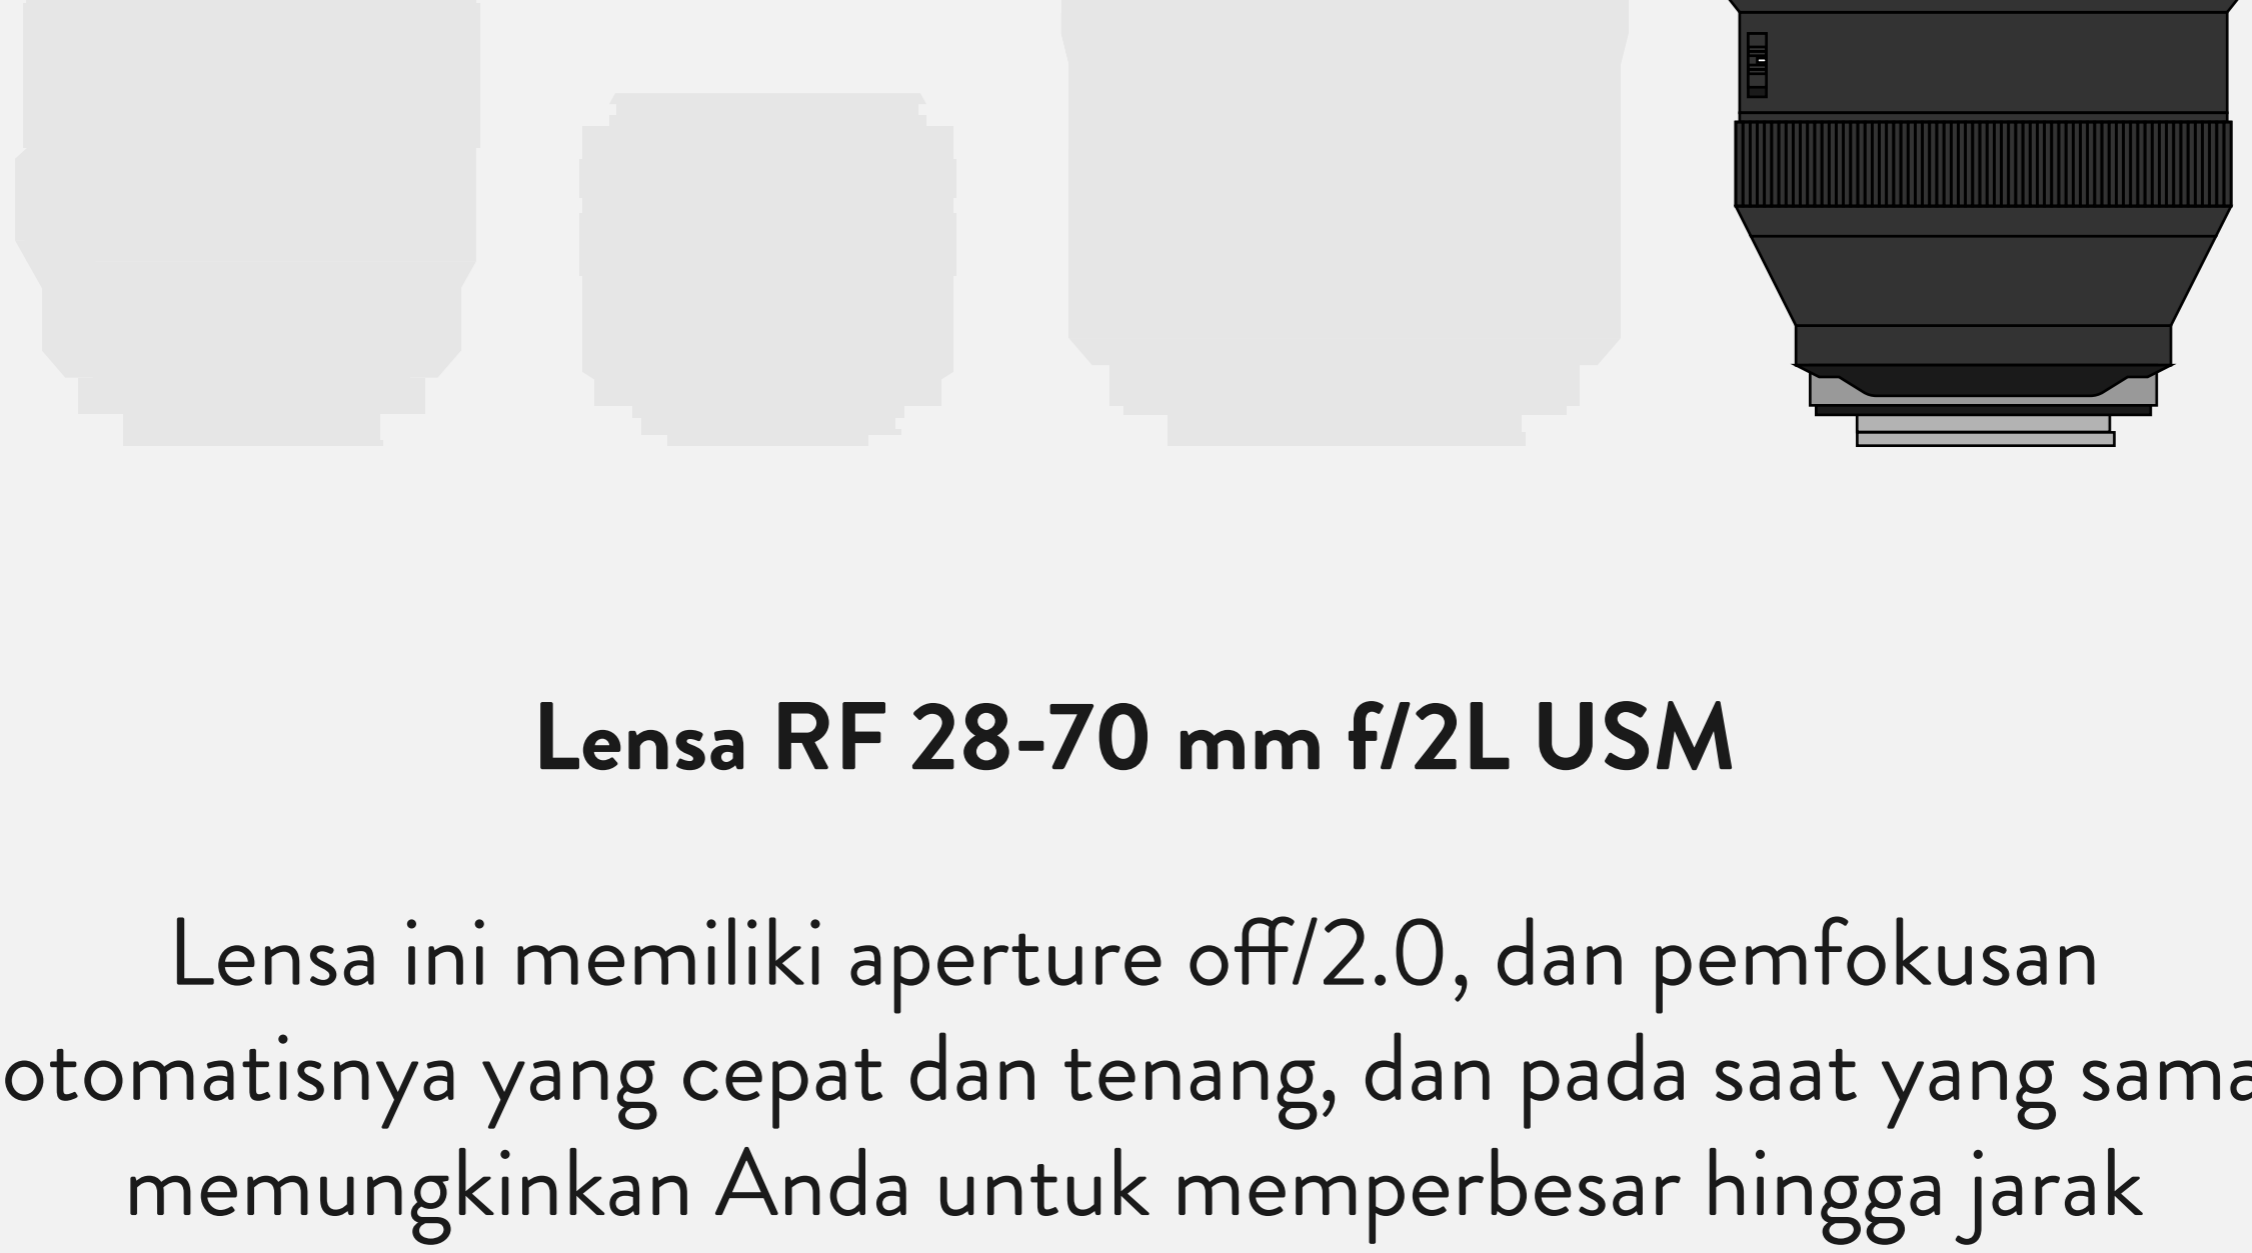 Lensa RF 28-70 mm f/2L USM
Lensa ini memiliki aperture off/2.0, dan pemfokusan
otomatisnya yang cepat dan tenang, dan pada saat yang sama
memungkinkan Anda untuk memperbesar hingga jarak